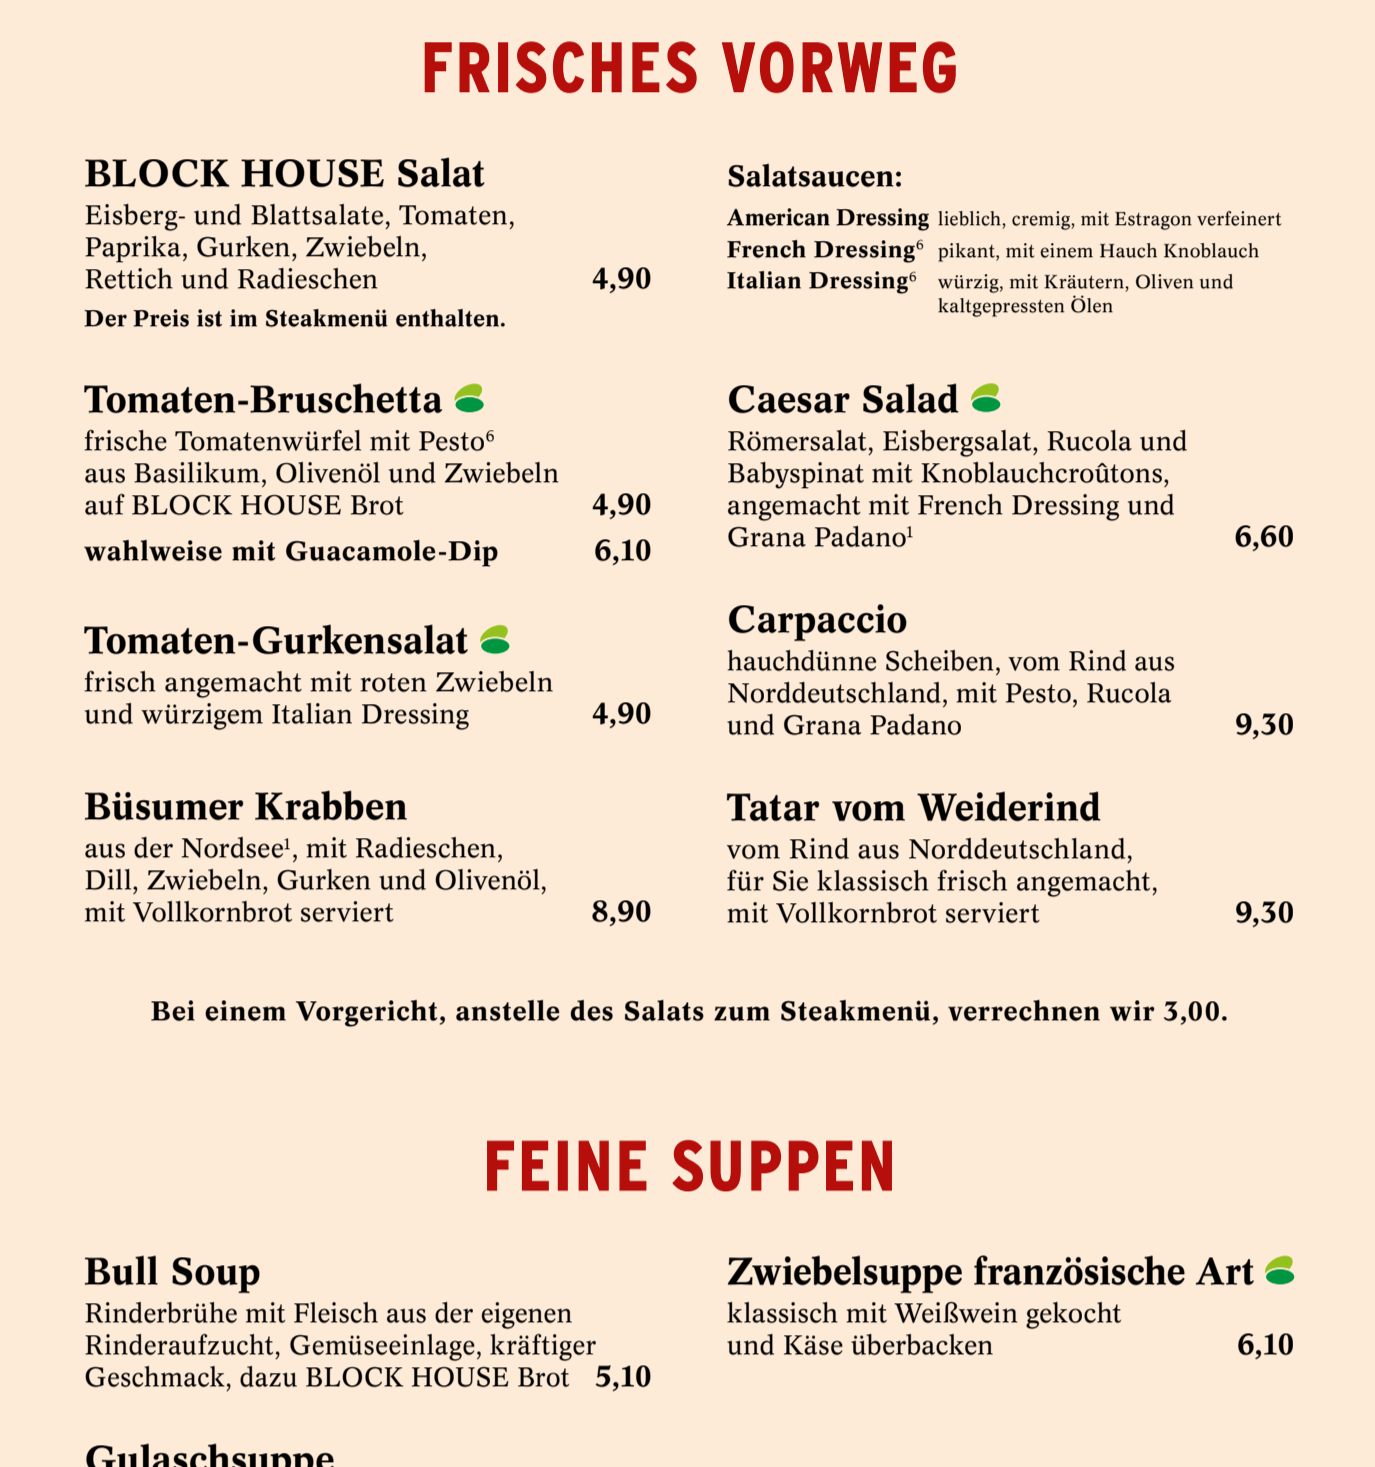 FRISCHES VORWEG
BLOCK HOUSE Salat
Eisberg- und Blattsalate, Tomaten,
Paprika, Gurken, Zwiebeln,
Rettich und Radieschen 4,90
Der Preis ist im Steakmenü enthalten.
Salatsaucen:
American Dressing lieblich, cremig, mit Estragon verfeinert
French Dressing⁶ pikant, mit einem Hauch Knoblauch
Italian Dressing⁶ würzig, mit Kräutern, Oliven und
kaltgepressten Ölen
Tomaten-Bruschetta
frische Tomatenwürfel mit Pesto⁶
aus Basilikum, Olivenöl und Zwiebeln
auf BLOCK HOUSE Brot 4,90
wahlweise mit Guacamole-Dip 6,10
Caesar Salad
Römersalat, Eisbergsalat, Rucola und
Babyspinat mit Knoblauchcroûtons,
angemacht mit French Dressing und
Grana Padano¹ 6,60
Tomaten-Gurkensalat
frisch angemacht mit roten Zwiebeln
und würzigem Italian Dressing 4,90
Carpaccio
hauchdünne Scheiben, vom Rind aus
Norddeutschland, mit Pesto, Rucola
und Grana Padano 9,30
Büsumer Krabben
aus der Nordsee¹, mit Radieschen,
Dill, Zwiebeln, Gurken und Olivenöl,
mit Vollkornbrot serviert 8,90
Tatar vom Weiderind
vom Rind aus Norddeutschland,
für Sie klassisch frisch angemacht,
mit Vollkornbrot serviert 9,30
Bei einem Vorgericht, anstelle des Salats zum Steakmenü, verrechnen wir 3,00.
FEINE SUPPEN
Bull Soup
Rinderbrühe mit Fleisch aus der eigenen
Rinderaufzucht, Gemüseeinlage, kräftiger
Geschmack, dazu BLOCK HOUSE Brot 5,10
Zwiebelsuppe französische Art
klassisch mit Weißwein gekocht
und Käse überbacken 6,10
Gulaschsuppe